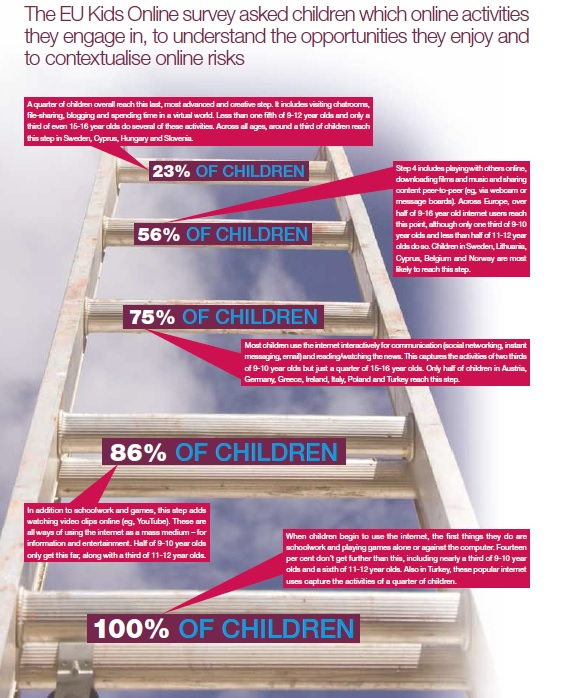 The EU Kids Online survey asked children which online activities
they engage in, to understand the opportunities they enjoy and
to contextualise online risks
A quarter of children overall reach this last, most advanced and creative step. It includes visiting chatrooms,
file-sharing, blogging and spending time in a virtual world. Less than one fifth of 9-12 year olds and only a
third of even 15-16 year olds do several of these activities. Across all ages, around a third of children reach
this step in Sweden, Cyprus, Hungary and Slovenia.
23% OF CHILDREN
Step 4 includes playing with others online,
downloading films and music and sharing
content peer-to-peer (eg, via webcam or
message boards). Across Europe, over
half of 9-16 year old internet users reach
this point, although only one third of 9-10
year olds and less than half of 11-12 year
olds do so. Children in Sweden, Lithuania,
Cyprus, Belgium and Norway are most
likely to reach this step.
56% OF CHILDREN
75% OF CHILDREN
Most children use the internet interactively for communication (social networking, instant
messaging, email) and reading/watching the news. This captures the activities of two thirds
of 9-10 year olds but just a quarter of 15-16 year olds. Only half of children in Austria,
Germany, Greece, Ireland, Italy, Poland and Turkey reach this step.
86% OF CHILDREN
In addition to schoolwork and games, this step adds
watching video clips online (eg, YouTube). These are
all ways of using the internet as a mass medium – for
information and entertainment. Half of 9-10 year olds
only get this far, along with a third of 11-12 year olds.
When children begin to use the internet, the first things they do are
schoolwork and playing games alone or against the computer. Fourteen
per cent don't get further than this, including nearly a third of 9-10 year
olds and a sixth of 11-12 year olds. Also in Turkey, these popular internet
uses capture the activities of a quarter of children.
100% OF CHILDREN